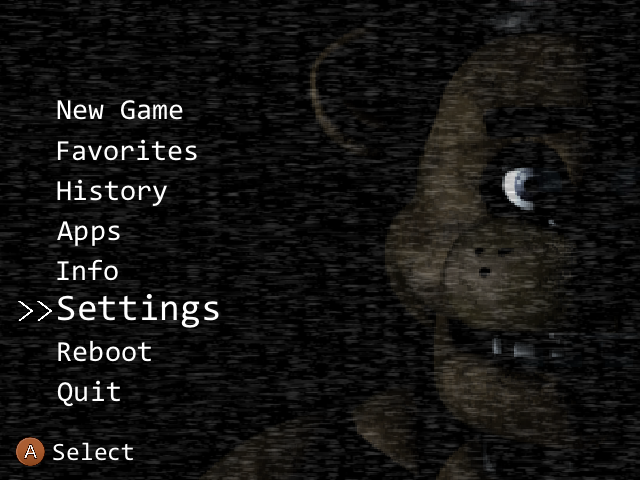 New Game
Favorites
History
Apps
Info
>>Settings
Reboot
Quit
A Select